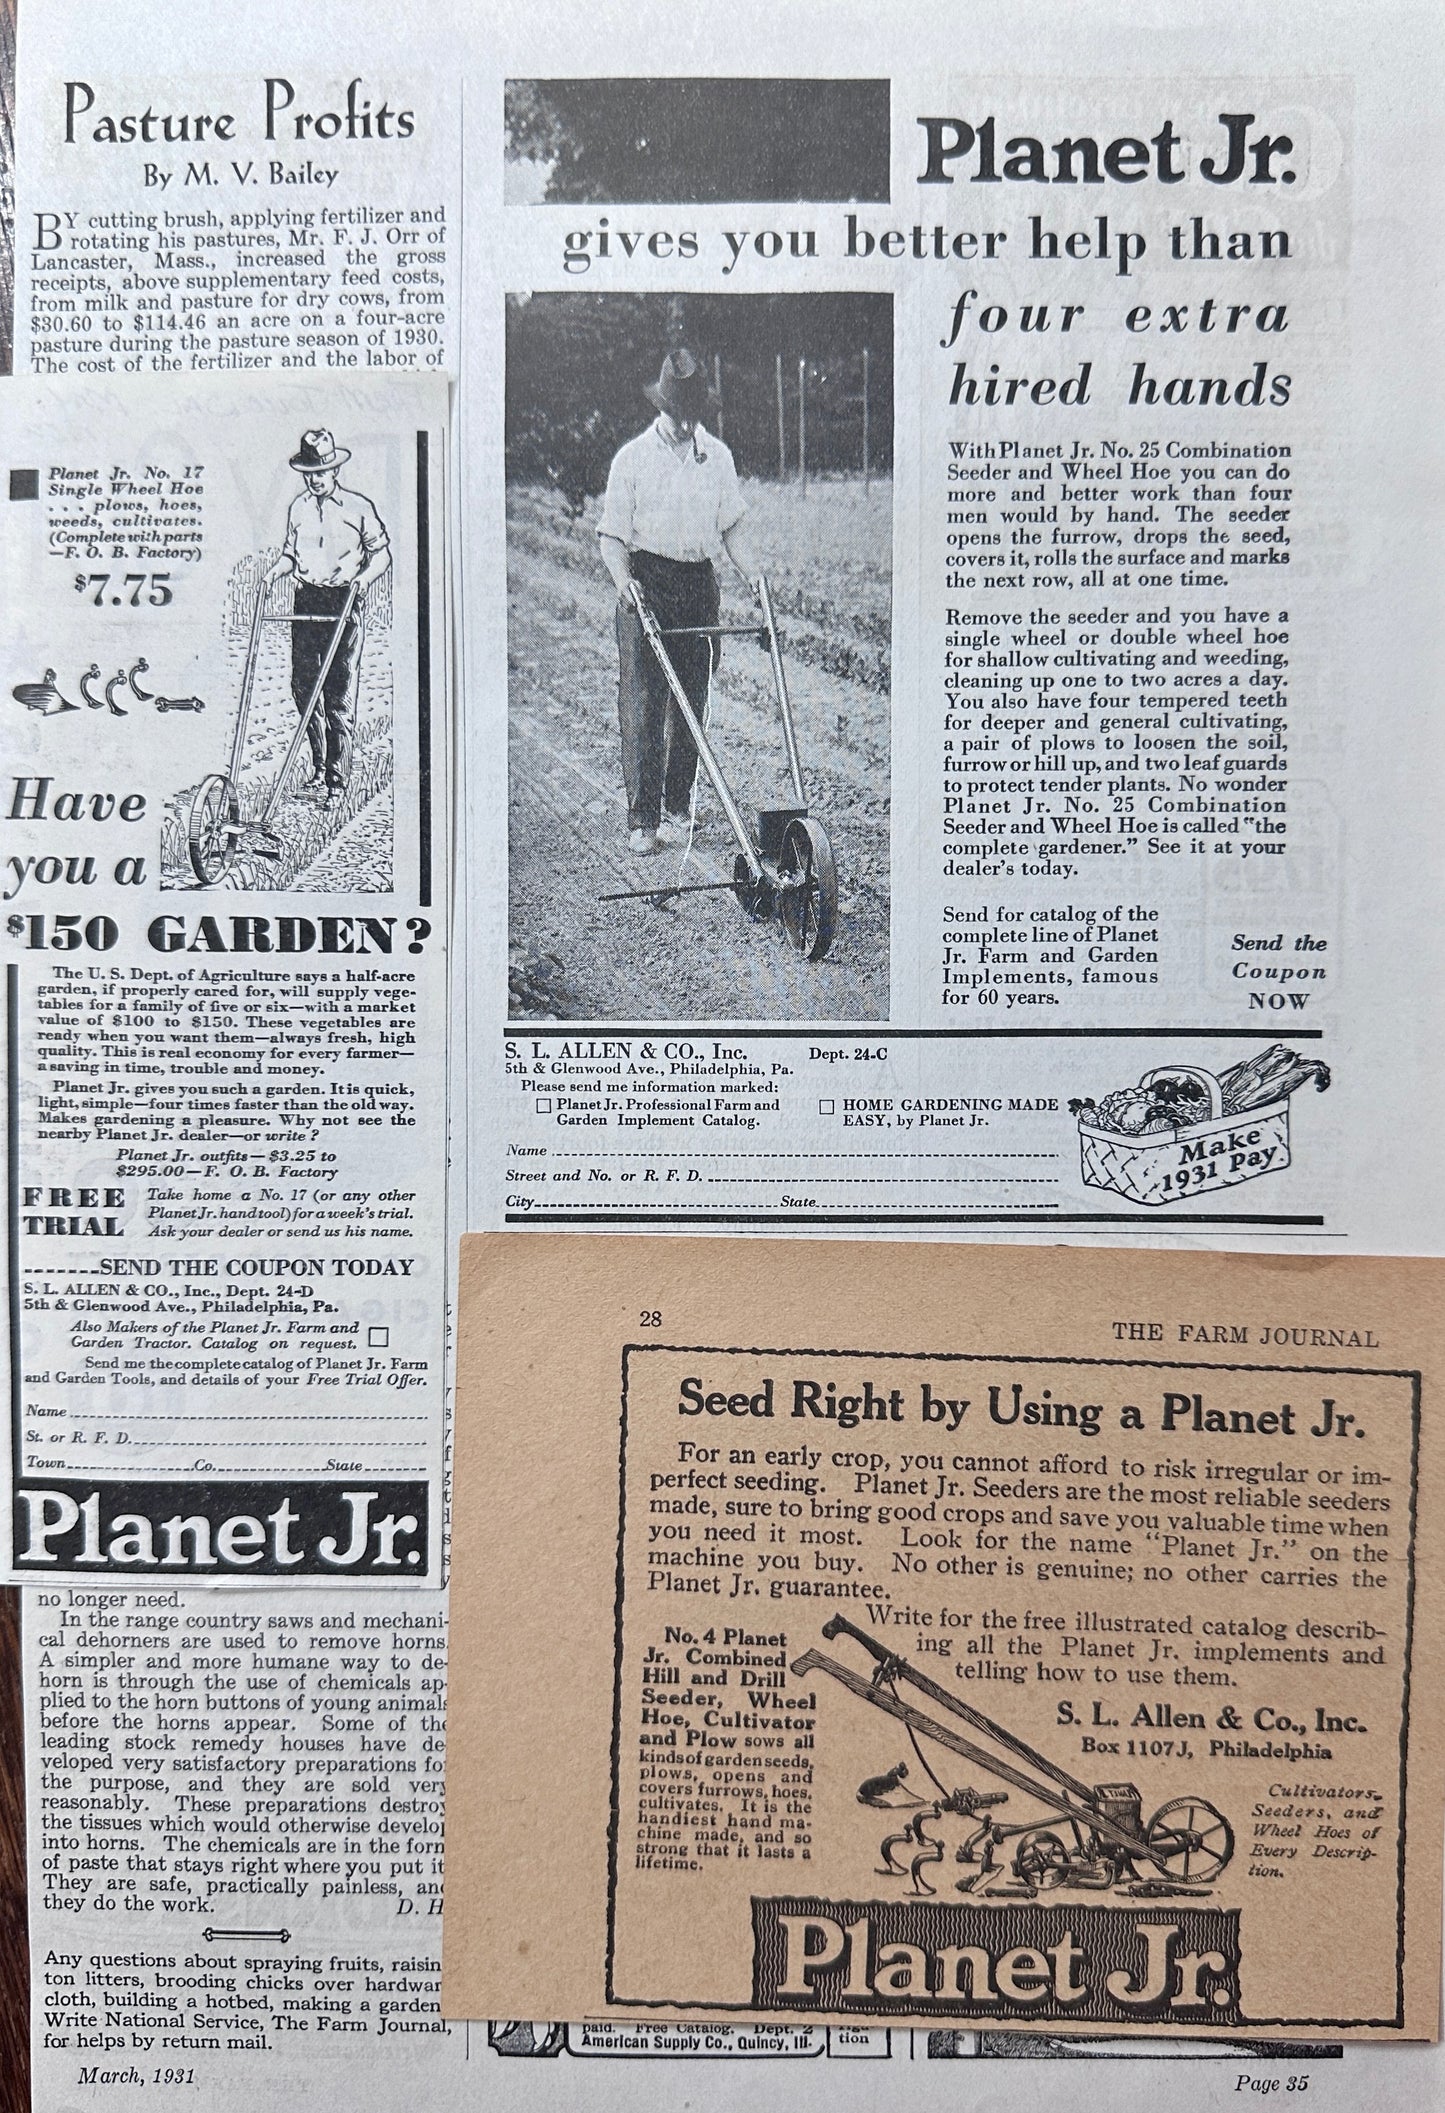 Pasture Profits
By M. V. Bailey
BY cutting brush, applying fertilizer and
rotating his pastures, Mr. F. J. Orr of
Lancaster, Mass., increased the gross
receipts, above supplementary feed costs,
from milk and pasture for dry cows, from
$30.60 to $114.46 an acre on a four-acre
pasture during the pasture season of 1930.
The cost of the fertilizer and the labor of
Planet Jr. No. 17
Single Wheel Hoe
. . . plows, hoes,
weeds, cultivates.
(Complete with parts
—F. O. B. Factory)
$7.75
Have
you a
$150 GARDEN?
The U. S. Dept. of Agriculture says a half-acre
garden, if properly cared for, will supply vege-
tables for a family of five or six—with a market
value of $100 to $150. These vegetables are
ready when you want them—always fresh, high
quality. This is real economy for every farmer—
a saving in time, trouble and money.
Planet Jr. gives you such a garden. It is quick,
light, simple—four times faster than the old way.
Makes gardening a pleasure. Why not see the
nearby Planet Jr. dealer—or write?
Planet Jr. outfits—$3.25 to
$295.00—F. O. B. Factory
FREE
TRIAL
Take home a No. 17 (or any other
Planet Jr. hand tool) for a week's trial.
Ask your dealer or send us his name.
SEND THE COUPON TODAY
S. L. ALLEN & CO., Inc., Dept. 24-D
5th & Glenwood Ave., Philadelphia, Pa.
Also Makers of the Planet Jr. Farm and
Garden Tractor. Catalog on request.
Send me the complete catalog of Planet Jr. Farm
and Garden Tools, and details of your Free Trial Offer.
Name
St. or R. F. D.
Town Co. State
Planet Jr.
no longer need.
In the range country saws and mechani-
cal dehorners are used to remove horns.
A simpler and more humane way to de-
horn is through the use of chemicals ap-
plied to the horn buttons of young animals
before the horns appear. Some of the
leading stock remedy houses have de-
veloped very satisfactory preparations for
the purpose, and they are sold very
reasonably. These preparations destroy
the tissues which would otherwise develop
into horns. The chemicals are in the form
of paste that stays right where you put it.
They are safe, practically painless, and
they do the work. D. H
Any questions about spraying fruits, raisin
ton litters, brooding chicks over hardwar
cloth, building a hotbed, making a garden
Write National Service, The Farm Journal,
for helps by return mail.
March, 1931
Planet Jr.
gives you better help than
four extra
hired hands
With Planet Jr. No. 25 Combination
Seeder and Wheel Hoe you can do
more and better work than four
men would by hand. The seeder
opens the furrow, drops the seed,
covers it, rolls the surface and marks
the next row, all at one time.
Remove the seeder and you have a
single wheel or double wheel hoe
for shallow cultivating and weeding,
cleaning up one to two acres a day.
You also have four tempered teeth
for deeper and general cultivating,
a pair of plows to loosen the soil,
furrow or hill up, and two leaf guards
to protect tender plants. No wonder
Planet Jr. No. 25 Combination
Seeder and Wheel Hoe is called "the
complete gardener." See it at your
dealer's today.
Send for catalog of the
complete line of Planet
Jr. Farm and Garden
Implements, famous
for 60 years.
Send the
Coupon
NOW
S. L. ALLEN & CO., Inc. Dept. 24-C
5th & Glenwood Ave., Philadelphia, Pa.
Please send me information marked:
Planet Jr. Professional Farm and
Garden Implement Catalog.
HOME GARDENING MADE
EASY, by Planet Jr.
Name
Street and No. or R. F. D.
City State
Make
1931 Pay
28
THE FARM JOURNAL
Seed Right by Using a Planet Jr.
For an early crop, you cannot afford to risk irregular or im-
perfect seeding. Planet Jr. Seeders are the most reliable seeders
made, sure to bring good crops and save you valuable time when
you need it most. Look for the name "Planet Jr." on the
machine you buy. No other is genuine; no other carries the
Planet Jr. guarantee.
Write for the free illustrated catalog describ-
ing all the Planet Jr. implements and
telling how to use them.
No. 4 Planet
Jr. Combined
Hill and Drill
Seeder, Wheel
Hoe, Cultivator
and Plow sows all
kinds of garden seeds,
plows, opens and
covers furrows, hoes,
cultivates. It is the
handiest hand ma-
chine made, and so
strong that it lasts a
lifetime.
S. L. Allen & Co., Inc.
Box 1107J, Philadelphia
Cultivators,
Seeders, and
Wheel Hoes of
Every Descrip-
tion.
Planet Jr.
paid. Free Catalog. Dept. 2
American Supply Co., Quincy, Ill.
tion
Page 35